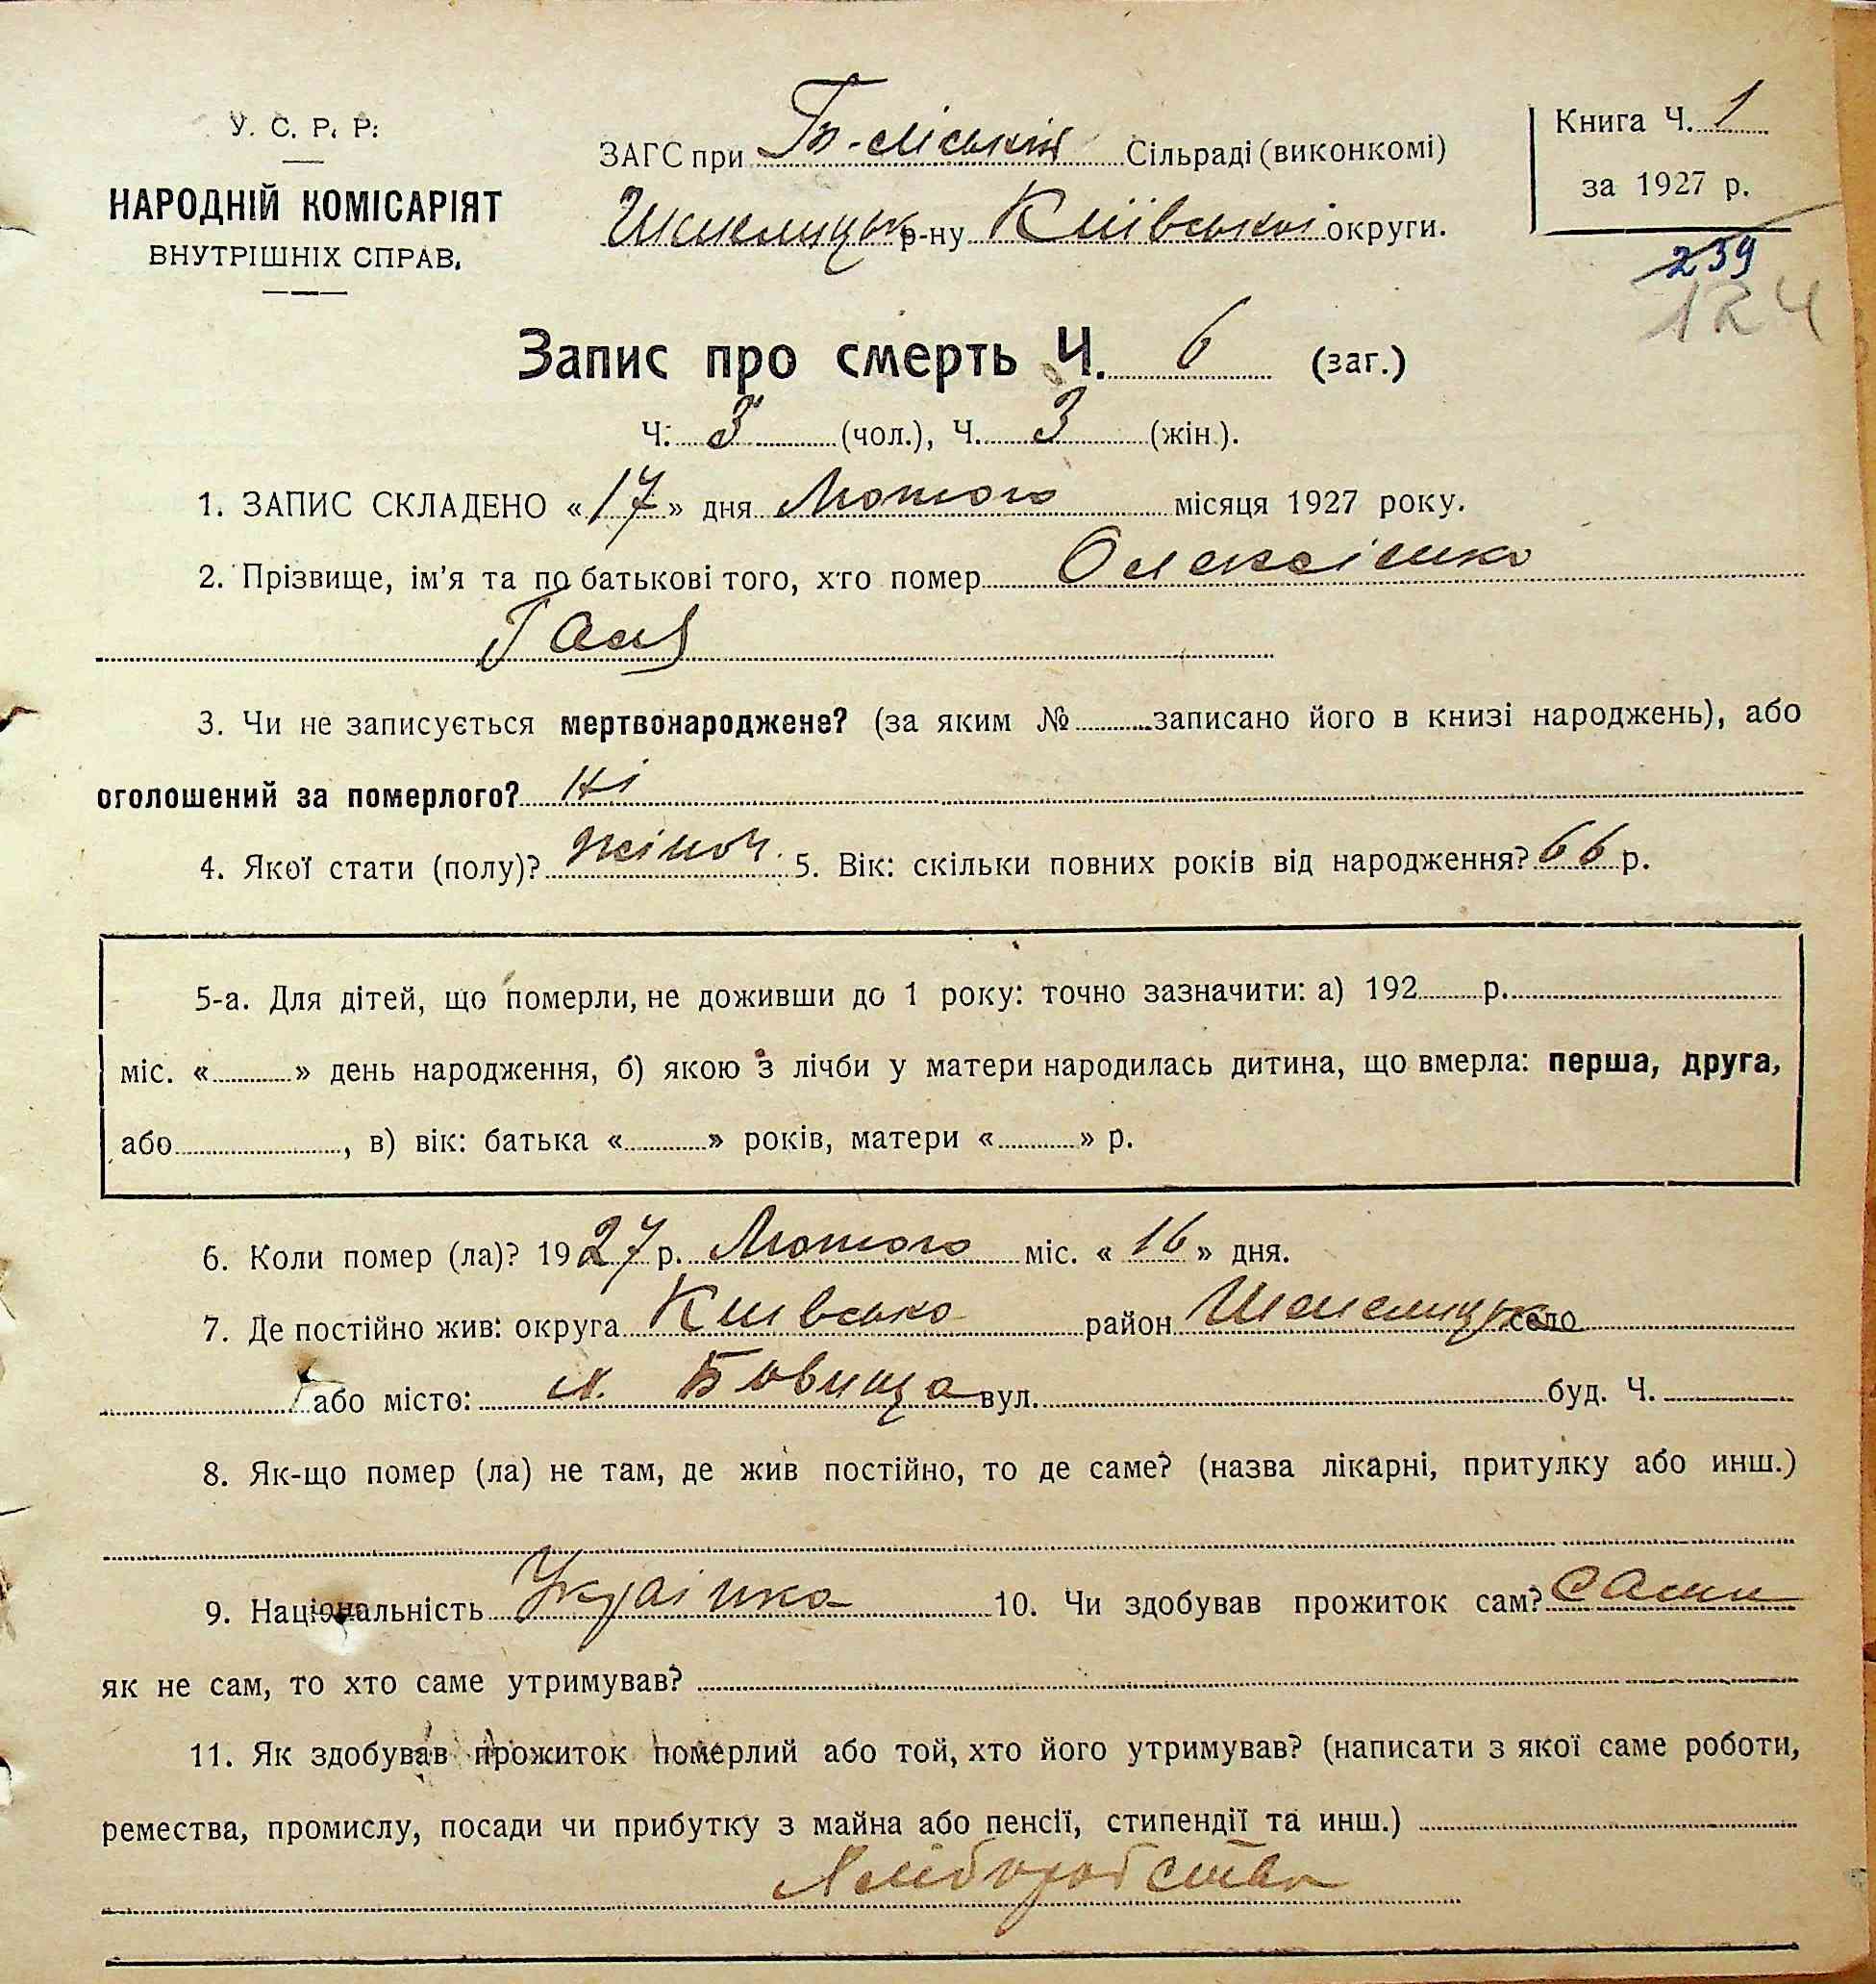 У. С. Р. Р.
НАРОДНІЙ КОМІСАРІЯТ
ВНУТРІШНІХ СПРАВ.
ЗАГС при Сільраді (виконкомі)
р-ну Київської округи.
Книга Ч. 1
за 1927 р.
239
124
Запис про смерть Ч. 6 (заг.)
Ч. 3 (чол.), Ч. 3 (жін.).
1. ЗАПИС СКЛАДЕНО «17» дня Лютого місяця 1927 року.
2. Прізвище, ім'я та по батькові того, хто помер Олексієнко
Ганя
3. Чи не записується мертвонароджене? (за яким № записано його в книзі народжень), або
оголошений за померлого? Ні
4. Якої стати (полу)? жіноч. 5. Вік: скільки повних років від народження? 66 р.
5-а. Для дітей, що померли, не доживши до 1 року: точно зазначити: а) 192 р.
міс. « » день народження, б) якою з лічби у матери народилась дитина, що вмерла: перша, друга,
або , в) вік: батька « » років, матери « » р.
6. Коли помер (ла)? 1927 р. Лютого міс. «16» дня.
7. Де постійно жив: округа Київсько район село
або місто: вул. буд. Ч.
8. Як-що помер (ла) не там, де жив постійно, то де саме? (назва лікарні, притулку або инш.)
9. Національність Українка 10. Чи здобував прожиток сам? сами
як не сам, то хто саме утримував?
11. Як здобував прожиток померлий або той, хто його утримував? (написати з якої саме роботи,
ремества, промислу, посади чи прибутку з майна або пенсії, стипендії та инш.)
Хліборобство